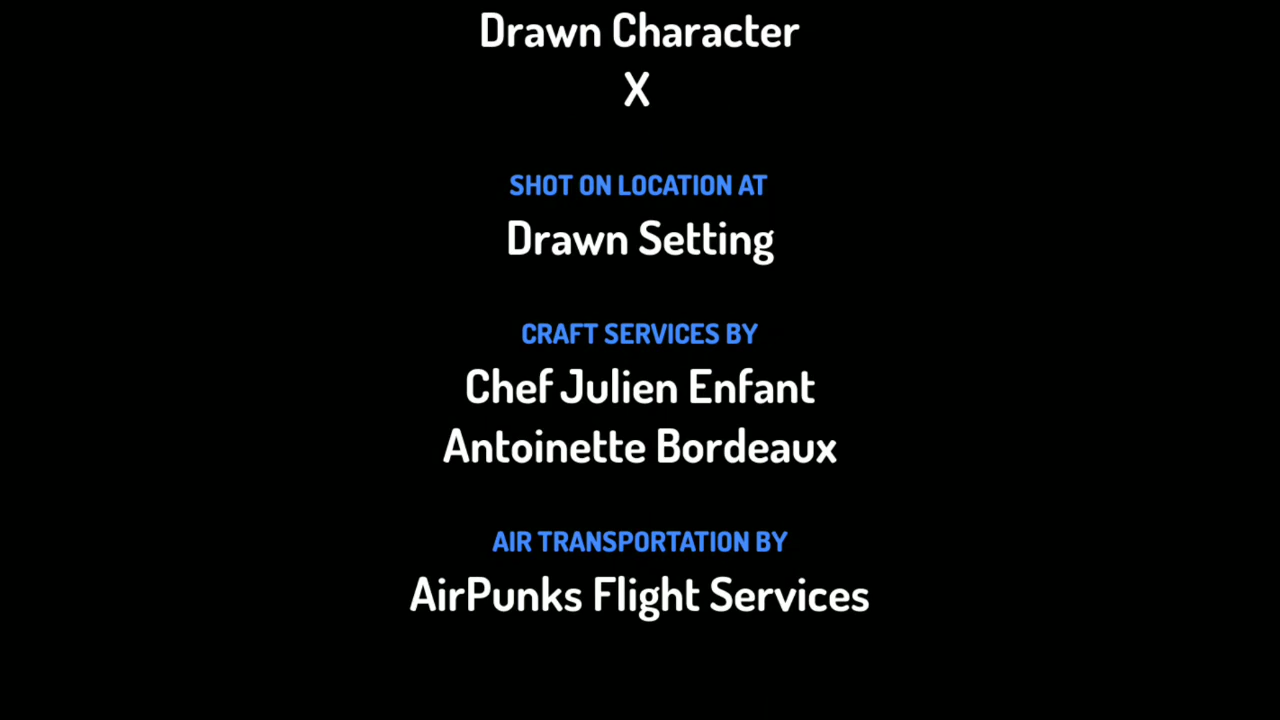 Drawn Character
X
SHOT ON LOCATION AT
Drawn Setting
CRAFT SERVICES BY
Chef Julien Enfant
Antoinette Bordeaux
AIR TRANSPORTATION BY
AirPunks Flight Services